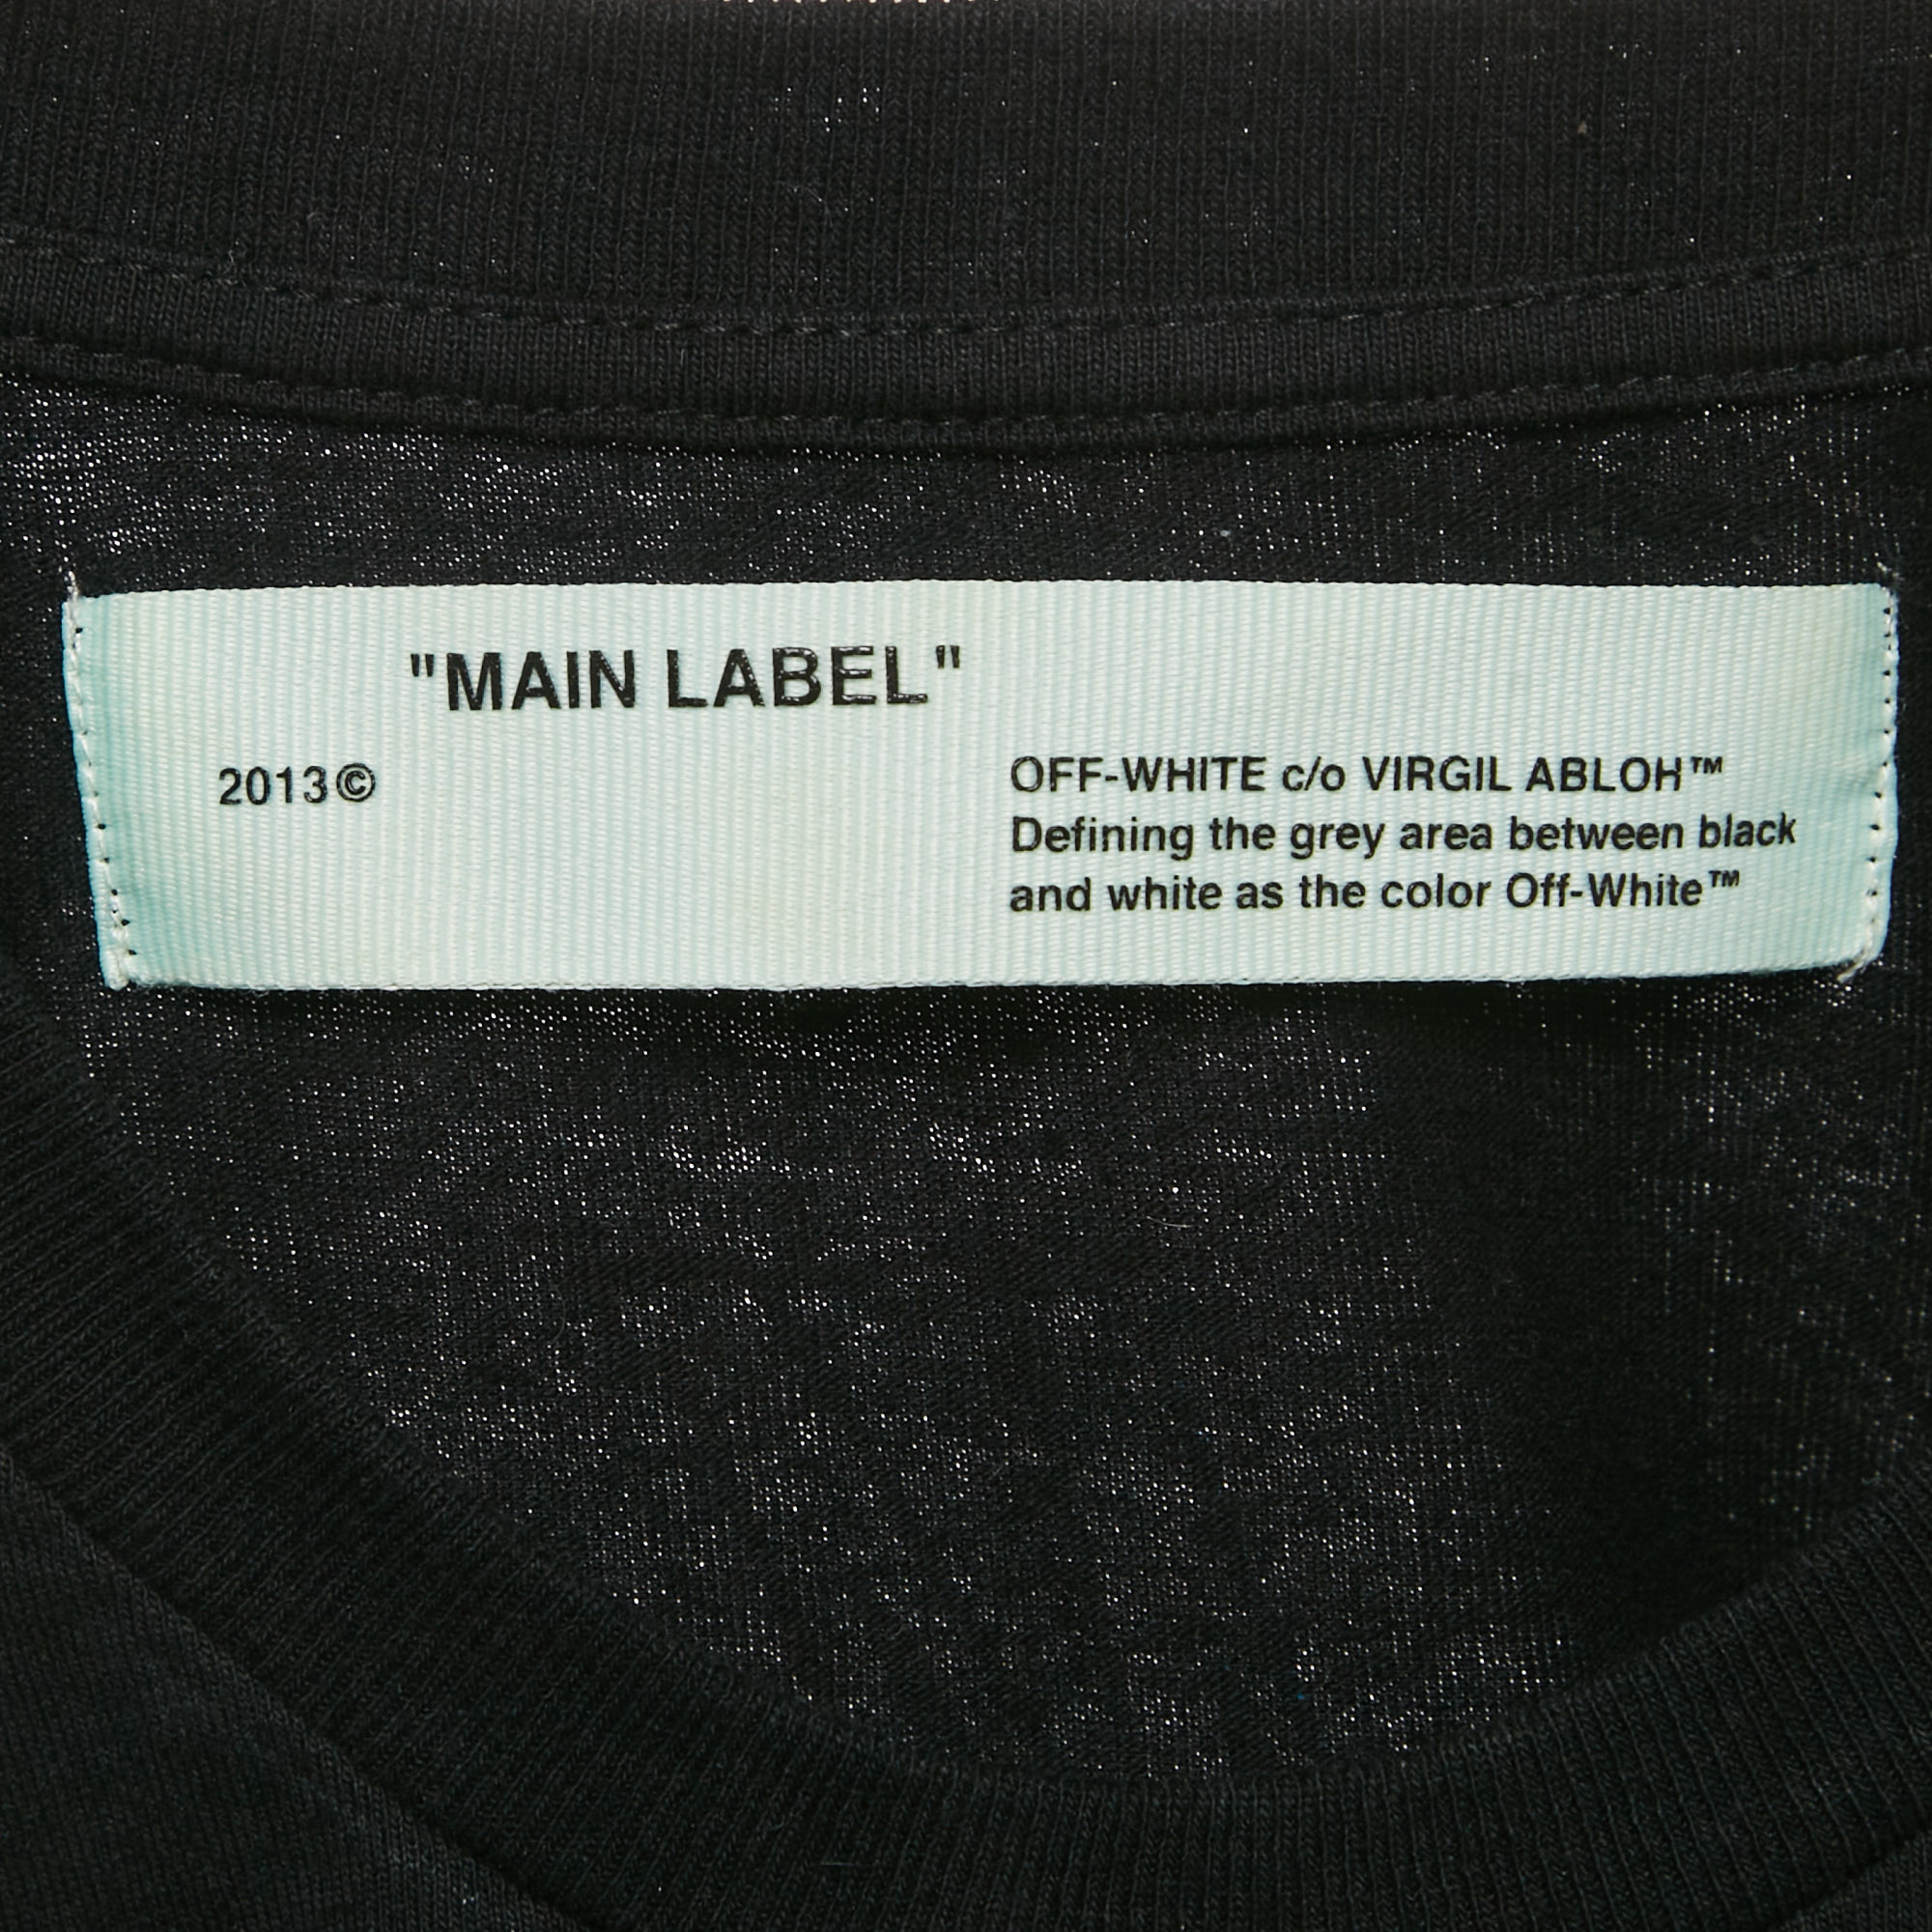 "MAIN LABEL"
2013©
OFF-WHITE c/o VIRGIL ABLOH™
Defining the grey area between black
and white as the color Off-White™